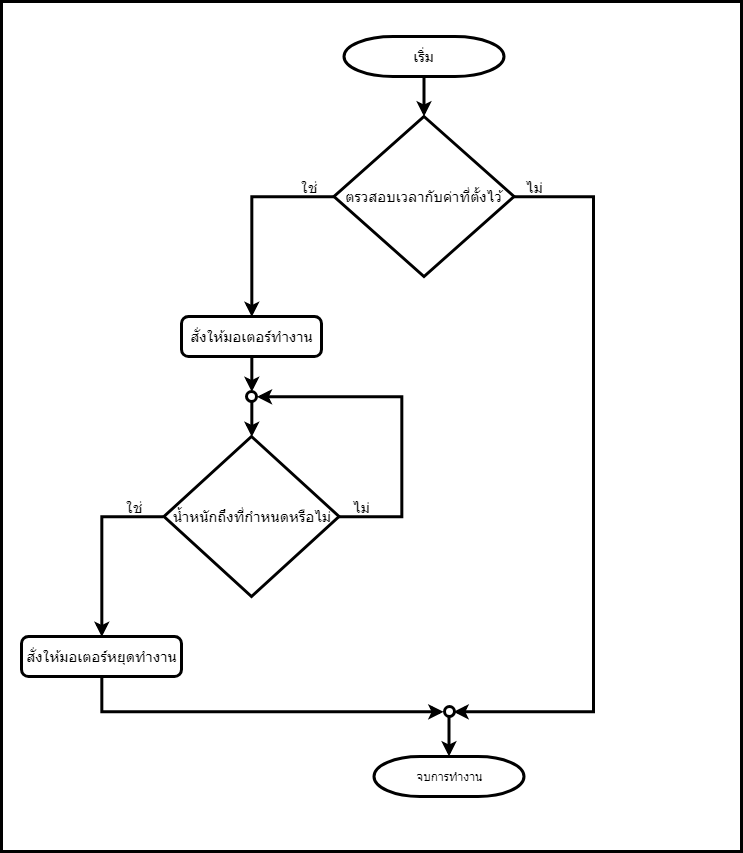 เริ่ม
ใช่
ตรวสอบเวลากับค่าที่ตั้งไว้
ไม่
สั่งให้มอเตอร์ทำงาน
ใช่
น้ำหนักถึงที่กำหนดหรือไม่
ไม่
สั่งให้มอเตอร์หยุดทำงาน
จบการทำงาน